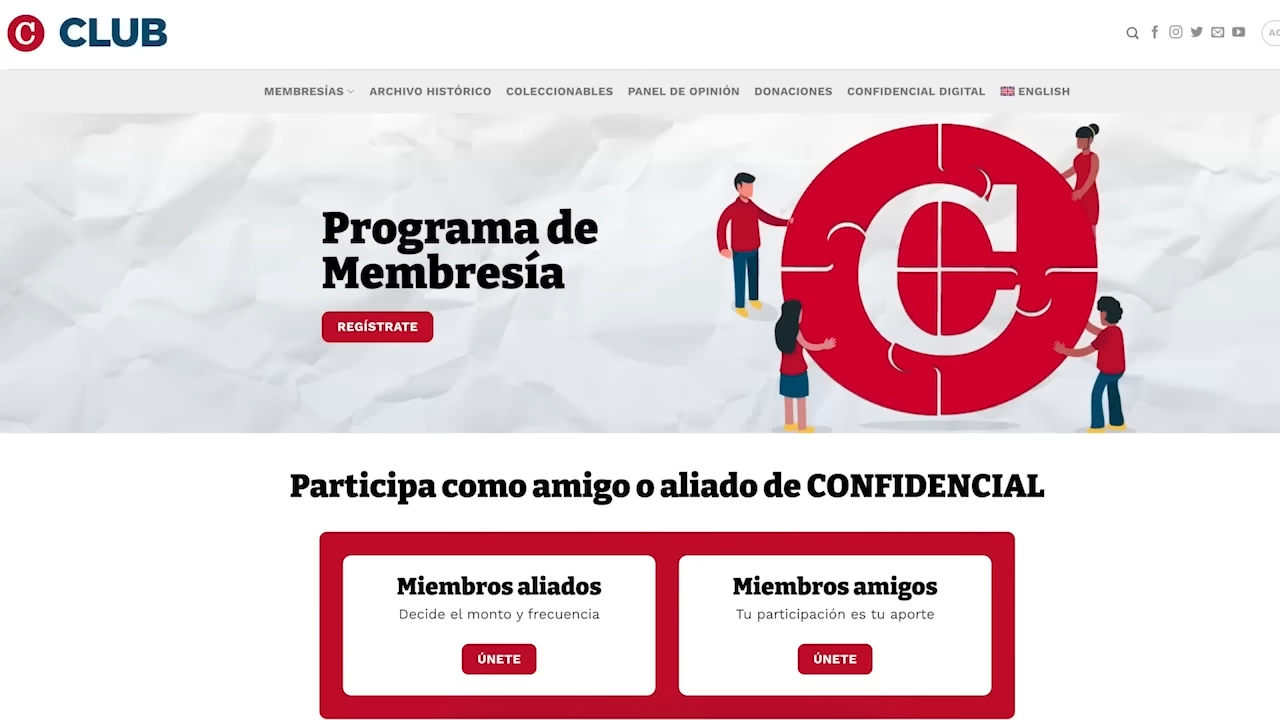 C CLUB
AC
MEMBRESÍAS ARCHIVO HISTÓRICO COLECCIONABLES PANEL DE OPINIÓN DONACIONES CONFIDENCIAL DIGITAL ENGLISH
Programa de
Membresía
REGÍSTRATE
C
Participa como amigo o aliado de CONFIDENCIAL
Miembros aliados
Decide el monto y frecuencia
ÚNETE
Miembros amigos
Tu participación es tu aporte
ÚNETE